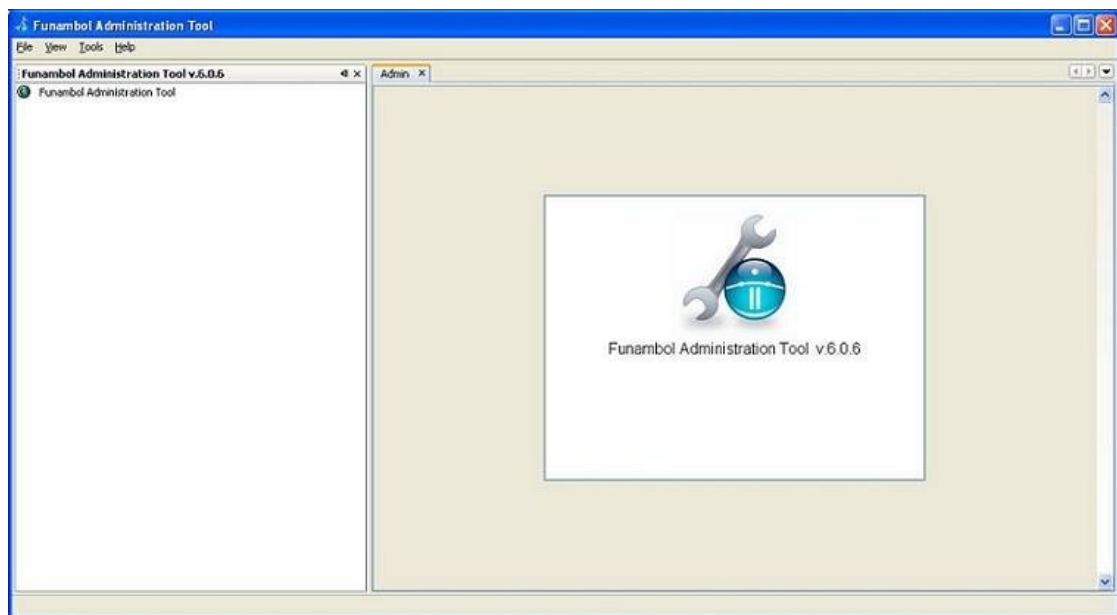 Funambol Administration Tool
File View Tools Help
Funambol Administration Tool v.6.0.6
Admin
Funambol Administration Tool
Funambol Administration Tool v.6.0.6